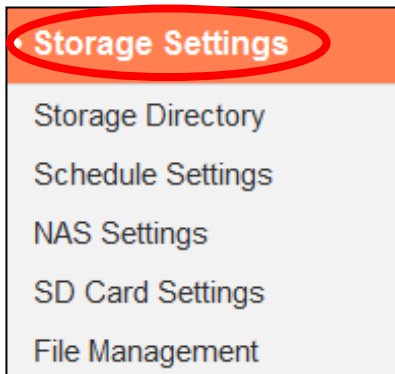 • Storage Settings
Storage Directory
Schedule Settings
NAS Settings
SD Card Settings
File Management